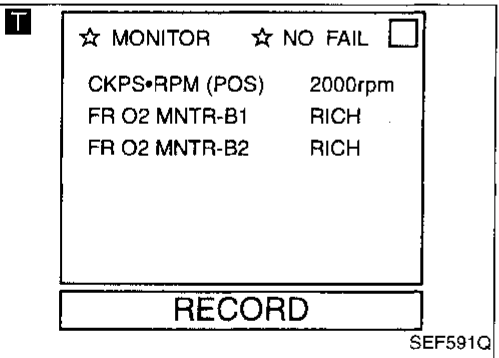 T
☆ MONITOR ☆ NO FAIL
CKPS•RPM (POS) 2000rpm
FR O2 MNTR-B1 RICH
FR O2 MNTR-B2 RICH
RECORD
SEF591Q